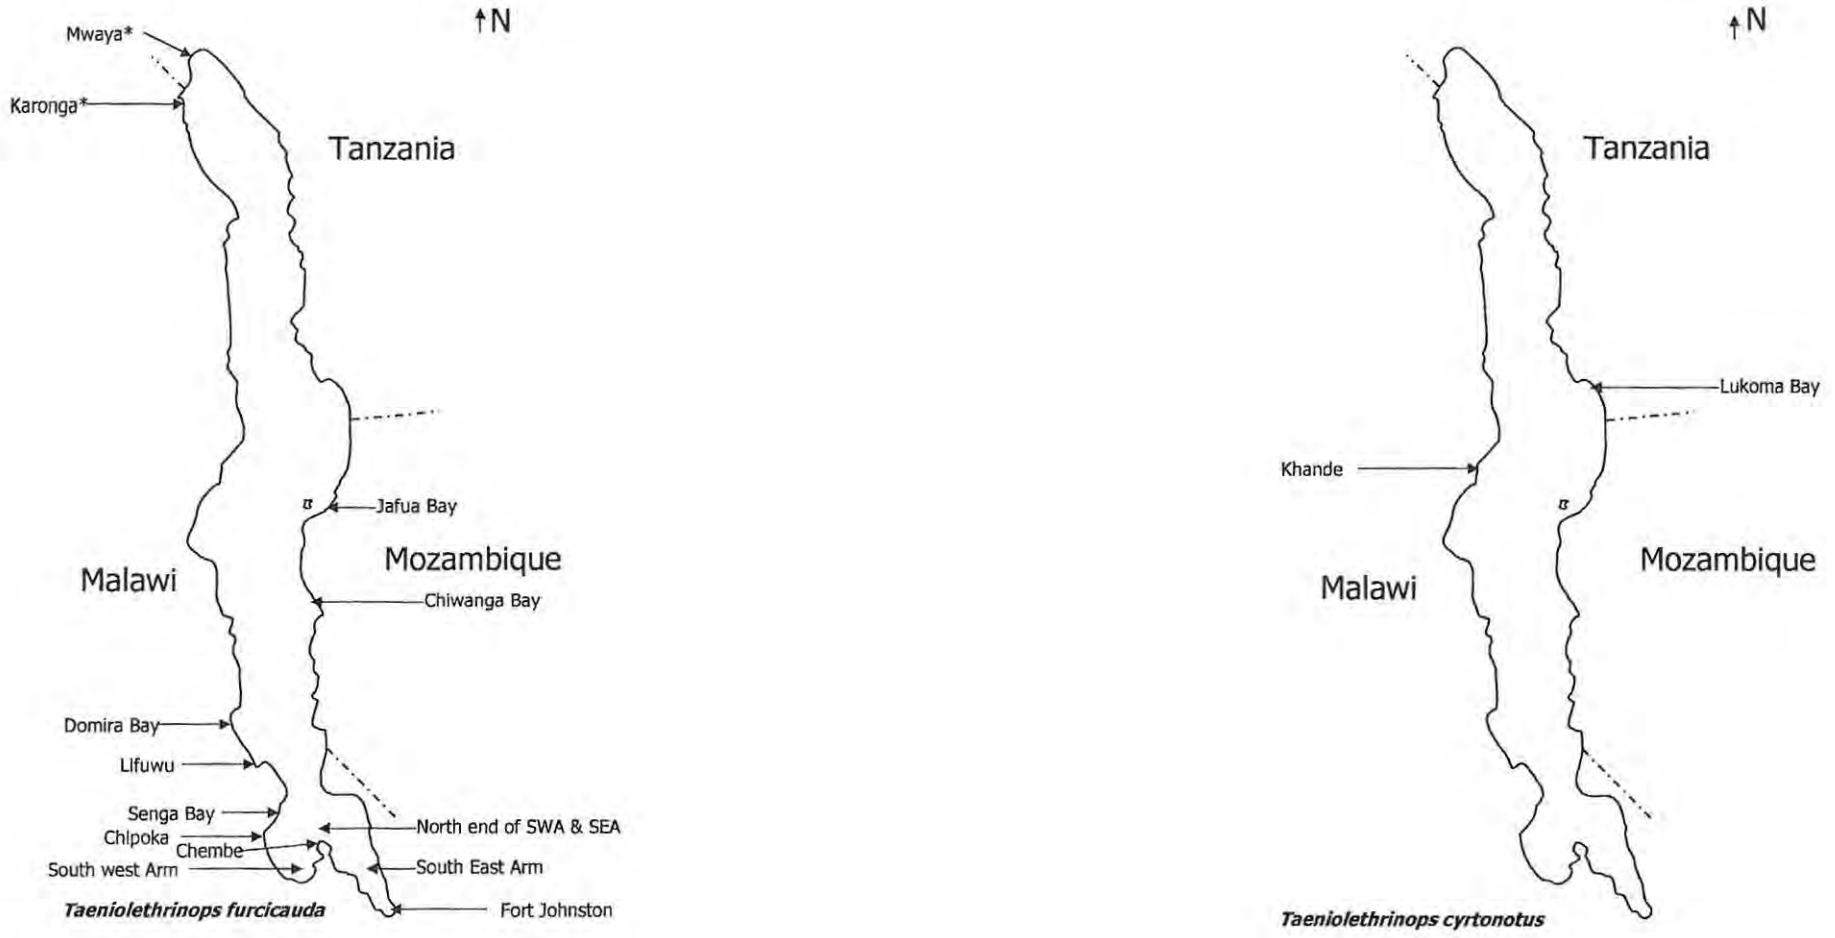 N
Mwaya*
Karonga*
Tanzania
Jafua Bay
Mozambique
Malawi
Chiwanga Bay
Domira Bay
Lifuwu
Senga Bay
Chipoka
Chembe
South west Arm
North end of SWA & SEA
South East Arm
Fort Johnston
Taeniolethrinops furcicauda
N
Tanzania
Lukoma Bay
Khande
Mozambique
Malawi
Taeniolethrinops cyrtonotus